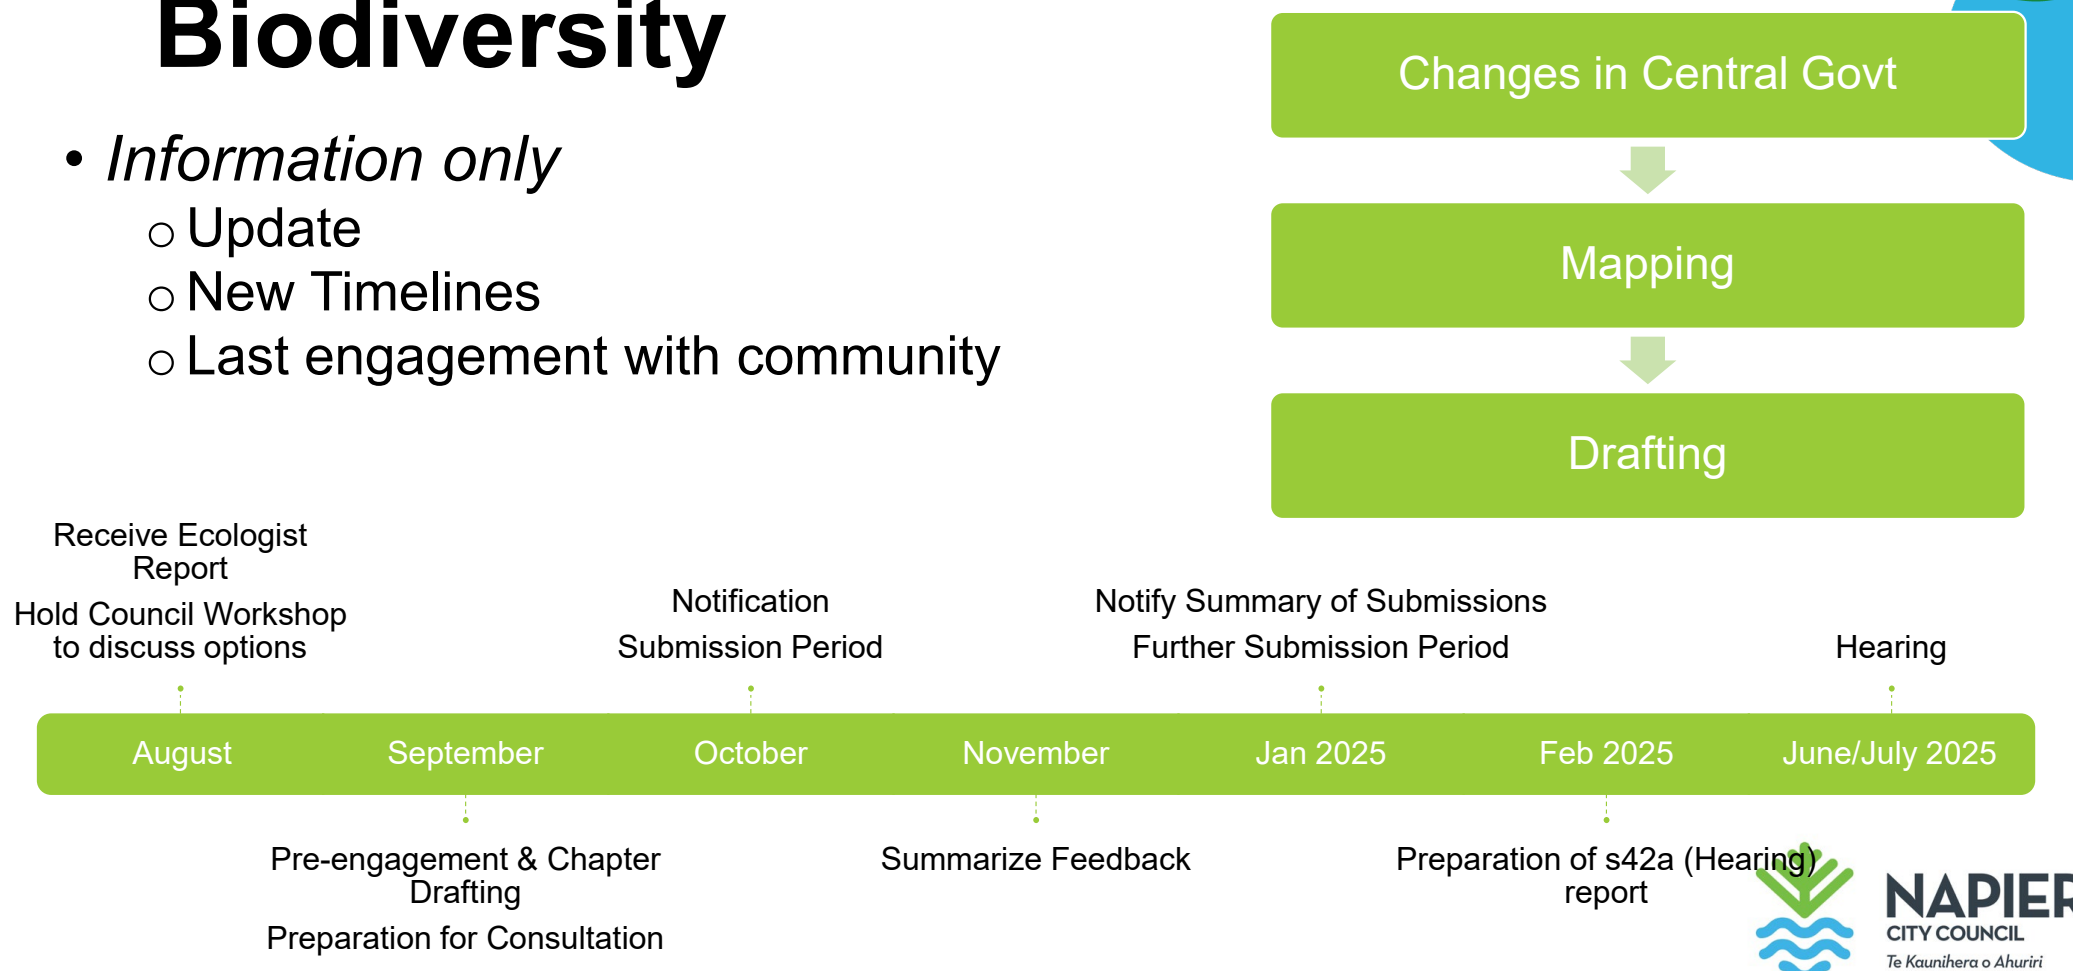 Biodiversity
• Information only
o Update
o New Timelines
o Last engagement with community
Changes in Central Govt
Mapping
Drafting
Receive Ecologist
Report
Hold Council Workshop
to discuss options
Notification
Submission Period
Notify Summary of Submissions
Further Submission Period
Hearing
August
September
October
November
Jan 2025
Feb 2025
June/July 2025
Pre-engagement & Chapter
Drafting
Preparation for Consultation
Summarize Feedback
Preparation of s42a (Hearing)
report
NAPIER
CITY COUNCIL
Te Kaunihera o Ahuriri